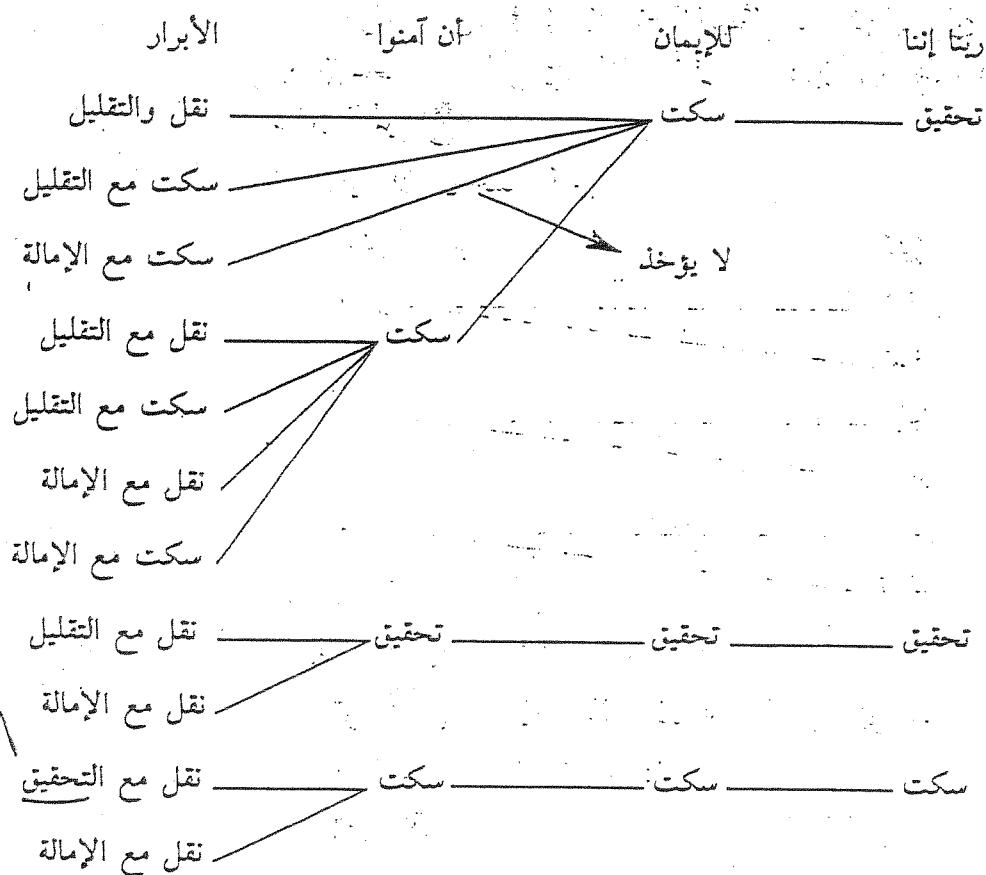 ربنا إننا للإيمان أن آمنوا الأبرار
تحقيق سكت نقل والتقليل
سكت مع التقليل
لا يؤخذ سكت مع الإمالة
سكت نقل مع التقليل
سكت مع التقليل
نقل مع الإمالة
سكت مع الإمالة
تحقيق تحقيق تحقيق نقل مع التقليل
نقل مع الإمالة
سكت سكت سكت نقل مع التحقيق
نقل مع الإمالة